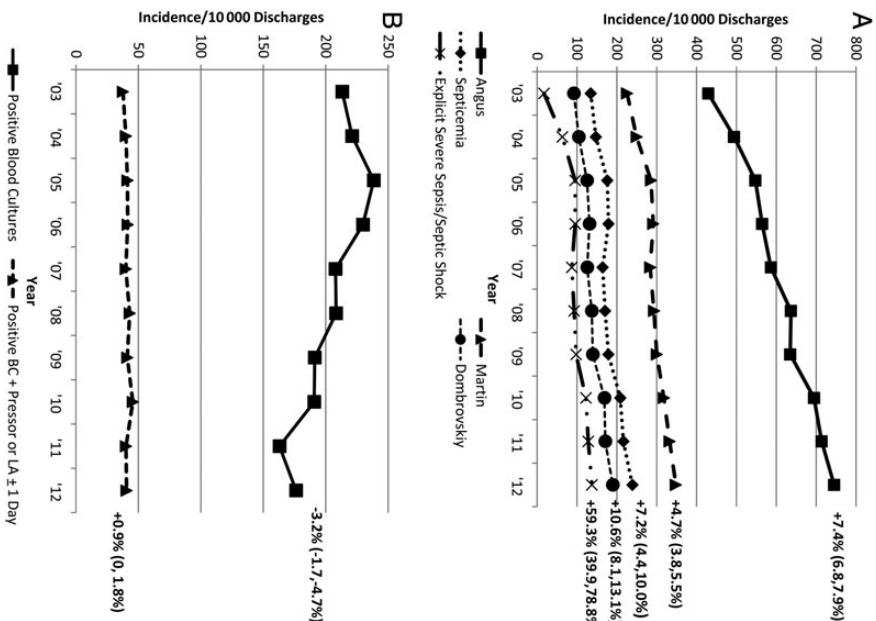 A
Incidence/10 000 Discharges
800
700
600
500
400
300
200
100
0
+7.4% (6.8,7.9%)
+4.7% (3.8,5.5%)
+7.2% (4.4,10.0%)
+10.6% (8.1,13.1%
+59.3% (39.9,78.8%
'03 '04 '05 '06 '07 '08 '09 '10 '11 '12
Year
Angus Martin
Septicemia Dombrovskiy
Explicit Severe Sepsis/Septic Shock
B
Incidence/10 000 Discharges
250
200
150
100
50
0
-3.2% (-1.7,-4.7%)
+0.9% (0, 1.8%)
'03 '04 '05 '06 '07 '08 '09 '10 '11 '12
Year
Positive Blood Cultures Positive BC + Pressor or LA ± 1 Day